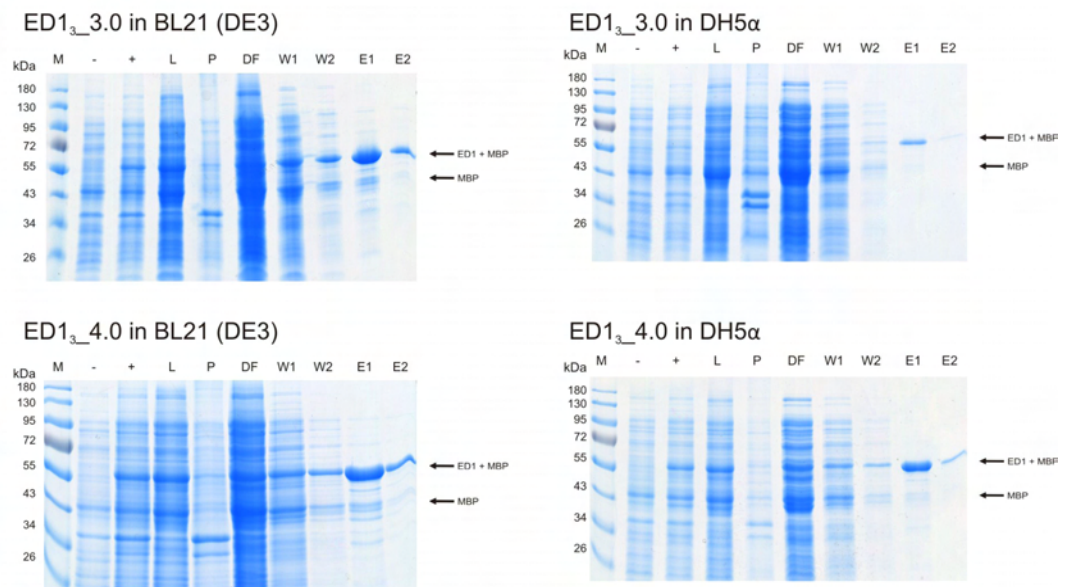 ED1₃_3.0 in BL21 (DE3)
kDa M - + L P DF W1 W2 E1 E2
180
130
95
72
55
43
34
26
ED1 + MBP
MBP
ED1₃_3.0 in DH5α
kDa M - + L P DF W1 W2 E1 E2
180
130
95
72
55
43
34
26
ED1 + MBP
MBP
ED1₃_4.0 in BL21 (DE3)
kDa M - + L P DF W1 W2 E1 E2
180
130
95
72
55
43
34
26
ED1 + MBP
MBP
ED1₃_4.0 in DH5α
kDa M - + L P DF W1 W2 E1 E2
180
130
95
72
55
43
34
26
ED1 + MBP
MBP